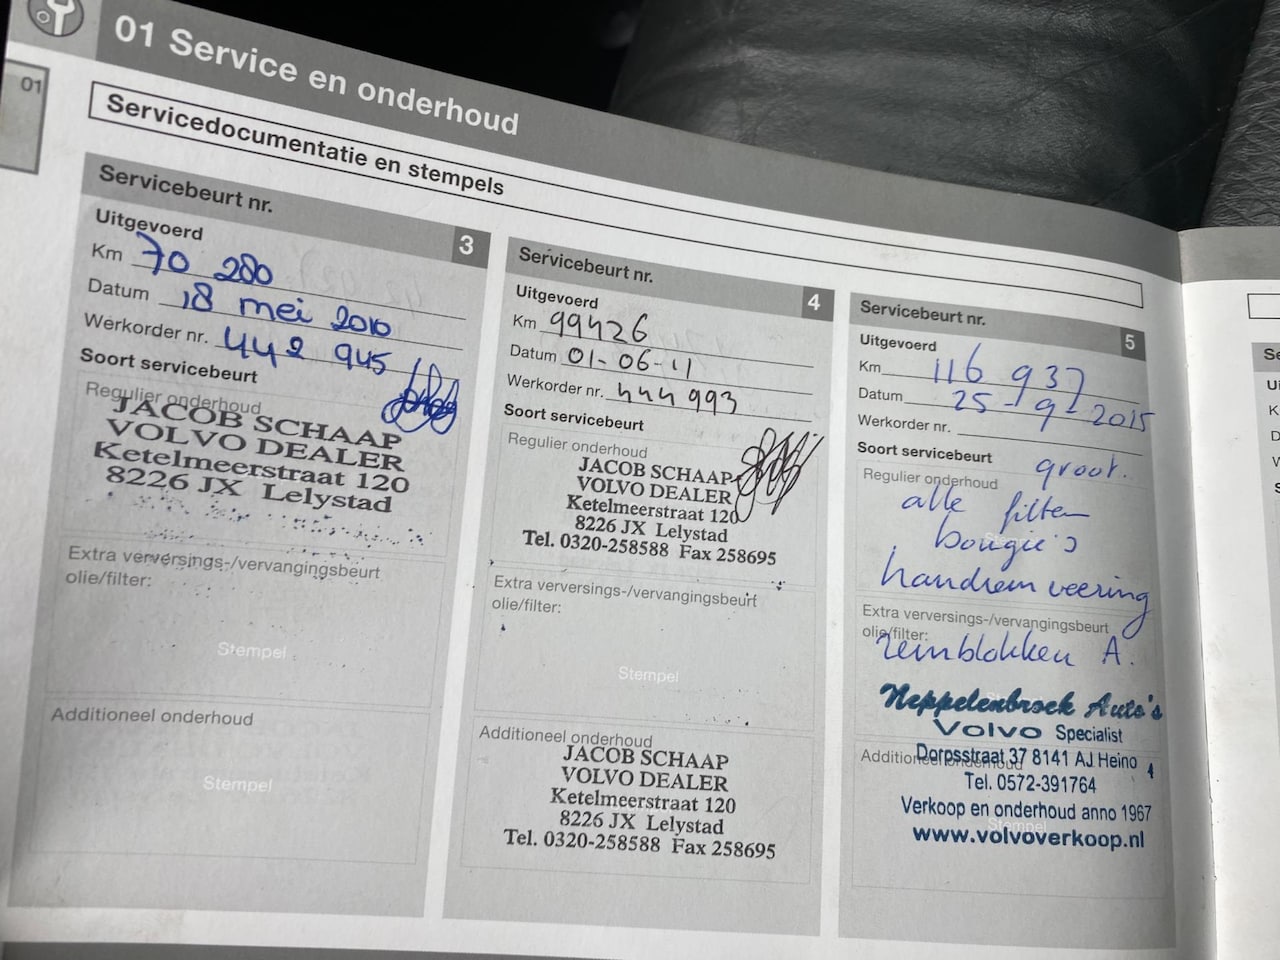 01 Service en onderhoud
01
Servicedocumentatie en stempels
Servicebeurt nr.
3
Uitgevoerd
Km 70 280
Datum 18 mei 2010
Werkorder nr. 442 945
Soort servicebeurt
Regulier onderhoud
JACOB SCHAAP
VOLVO DEALER
Ketelmeerstraat 120
8226 JX Lelystad
Extra verversings-/vervangingsbeurt
olie/filter:
Stempel
Additioneel onderhoud
Stempel
Servicebeurt nr.
4
Uitgevoerd
Km 99426
Datum 01-06-11
Werkorder nr. 444 993
Soort servicebeurt
Regulier onderhoud
JACOB SCHAAP
VOLVO DEALER
Ketelmeerstraat 120
8226 JX Lelystad
Tel. 0320-258588 Fax 258695
Extra verversings-/vervangingsbeurt
olie/filter:
Stempel
Additioneel onderhoud
JACOB SCHAAP
VOLVO DEALER
Ketelmeerstraat 120
8226 JX Lelystad
Tel. 0320-258588 Fax 258695
Servicebeurt nr.
5
Uitgevoerd
Km 116 937
Datum 25-9-2015
Werkorder nr.
Soort servicebeurt
groot.
Regulier onderhoud
alle filters
bougie's
handrem veering
Extra verversings-/vervangingsbeurt
olie/filter:
remblokken A.
Neppelenbroek Auto's
Volvo Specialist
Additioneel onderhoud
Dorpsstraat 37 8141 AJ Heino 4
Tel. 0572-391764
Verkoop en onderhoud anno 1967
Stempel
www.volvoverkoop.nl